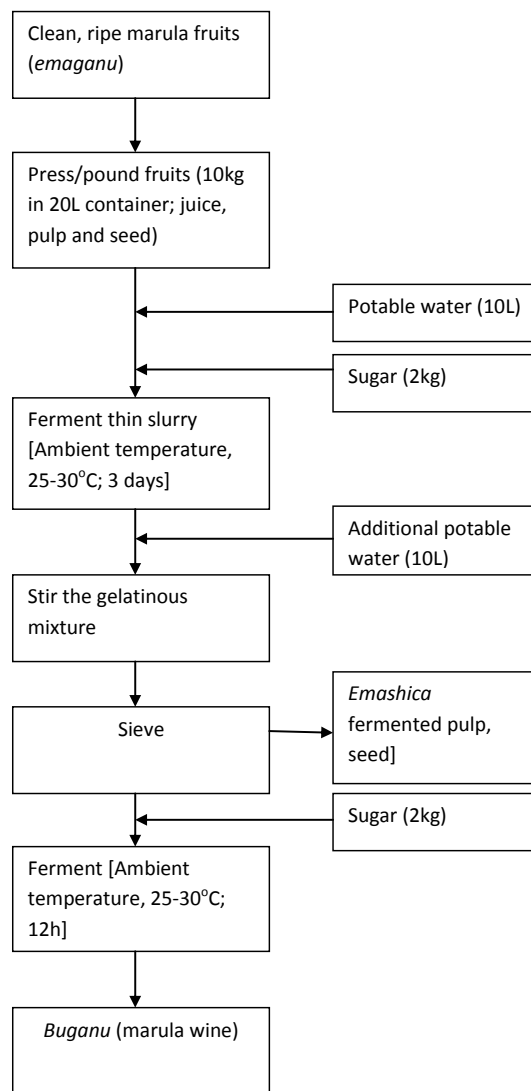 Clean, ripe marula fruits
(emaganu)
Press/pound fruits (10kg
in 20L container; juice,
pulp and seed)
Potable water (10L)
Sugar (2kg)
Ferment thin slurry
[Ambient temperature,
25-30°C; 3 days]
Additional potable
water (10L)
Stir the gelatinous
mixture
Sieve
Emashica
fermented pulp,
seed]
Sugar (2kg)
Ferment [Ambient
temperature, 25-30°C;
12h]
Buganu (marula wine)